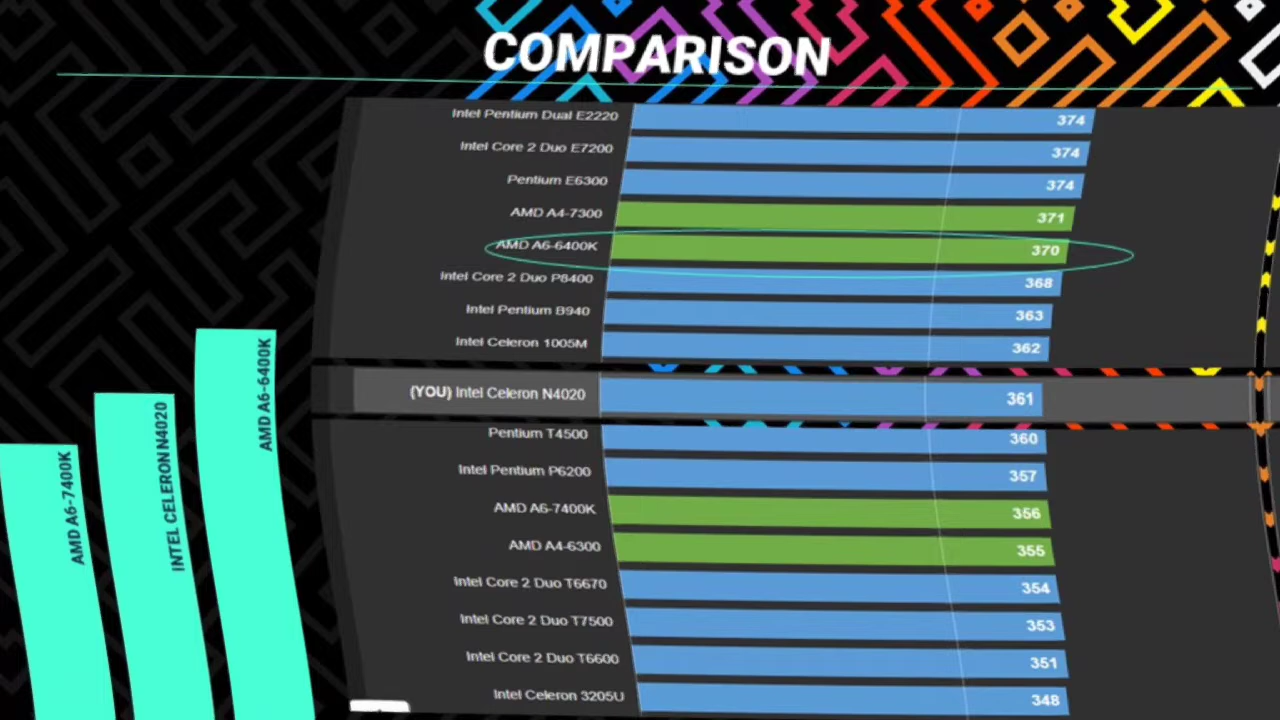 COMPARISON
Intel Pentium Dual E2220 374
Intel Core 2 Duo E7200 374
Pentium E6300 374
AMD A4-7300 371
AMD A6-6400K 370
Intel Core 2 Duo P8400 368
Intel Pentium B940 363
Intel Celeron 1005M 362
(YOU) Intel Celeron N4020 361
Pentium T4500 360
Intel Pentium P6200 357
AMD A6-7400K 356
AMD A4-6300 355
Intel Core 2 Duo T6670 354
Intel Core 2 Duo T7500 353
Intel Core 2 Duo T6600 351
Intel Celeron 3205U 348
AMD A6-7400K
INTEL CELERON N4020
AMD A6-6400K